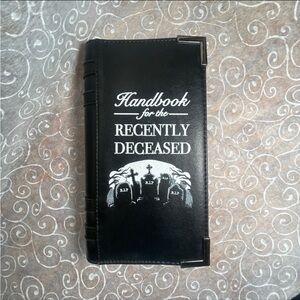 Handbook
for the
RECENTLY
DECEASED
R.I.P
R.I.P
R.I.P